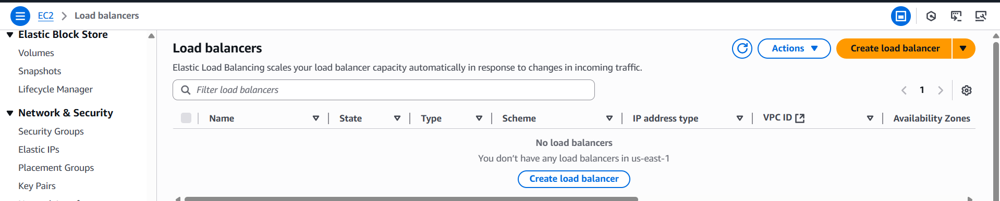 EC2 > Load balancers
Elastic Block Store
Volumes
Snapshots
Lifecycle Manager
Network & Security
Security Groups
Elastic IPs
Placement Groups
Key Pairs
Load balancers
Actions
Create load balancer
Elastic Load Balancing scales your load balancer capacity automatically in response to changes in incoming traffic.
Filter load balancers
1
Name State Type Scheme IP address type VPC ID Availability Zones
No load balancers
You don’t have any load balancers in us-east-1
Create load balancer